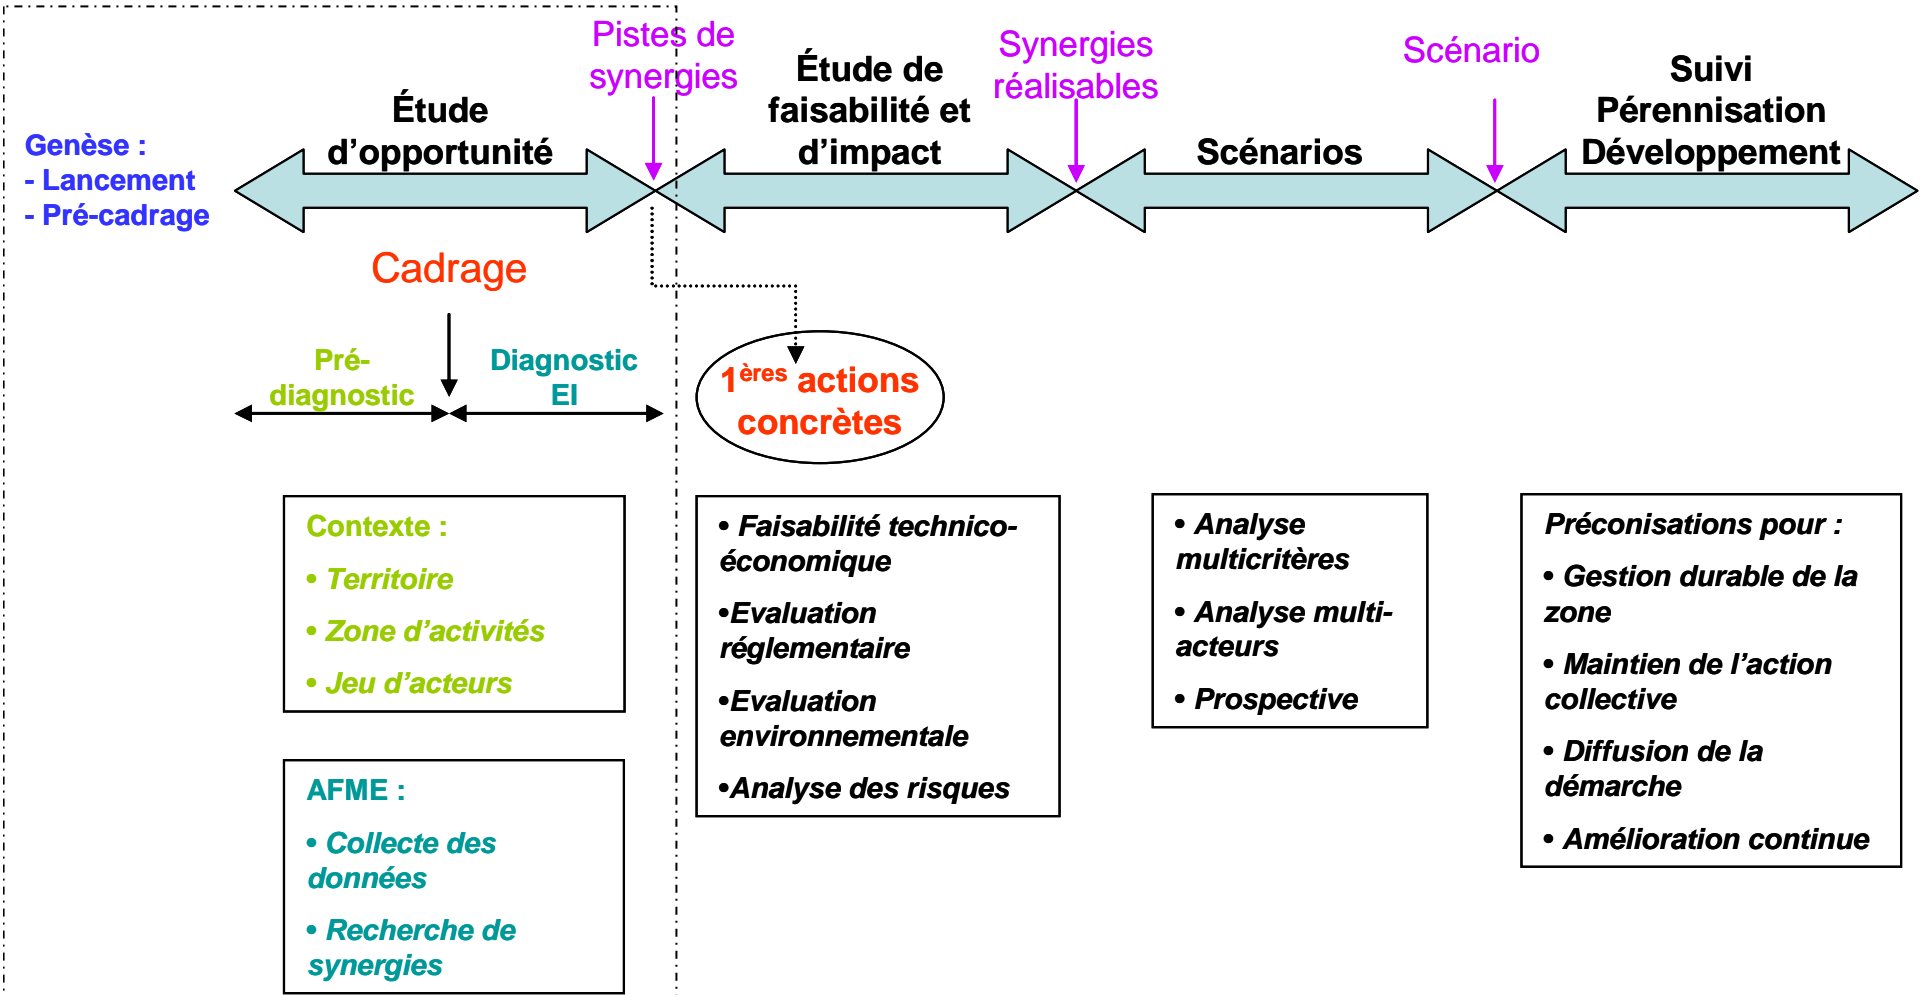 Genèse :
- Lancement
- Pré-cadrage
Étude
d’opportunité
Pistes de
synergies
Étude de
faisabilité et
d’impact
Synergies
réalisables
Scénarios
Scénario
Suivi
Pérennisation
Développement
Cadrage
Pré-
diagnostic
Diagnostic
EI
1ères actions
concrètes
Contexte :
• Territoire
• Zone d’activités
• Jeu d’acteurs
AFME :
• Collecte des
données
• Recherche de
synergies
• Faisabilité technico-
économique
•Evaluation
réglementaire
•Evaluation
environnementale
•Analyse des risques
• Analyse
multicritères
• Analyse multi-
acteurs
• Prospective
Préconisations pour :
• Gestion durable de la
zone
• Maintien de l’action
collective
• Diffusion de la
démarche
• Amélioration continue